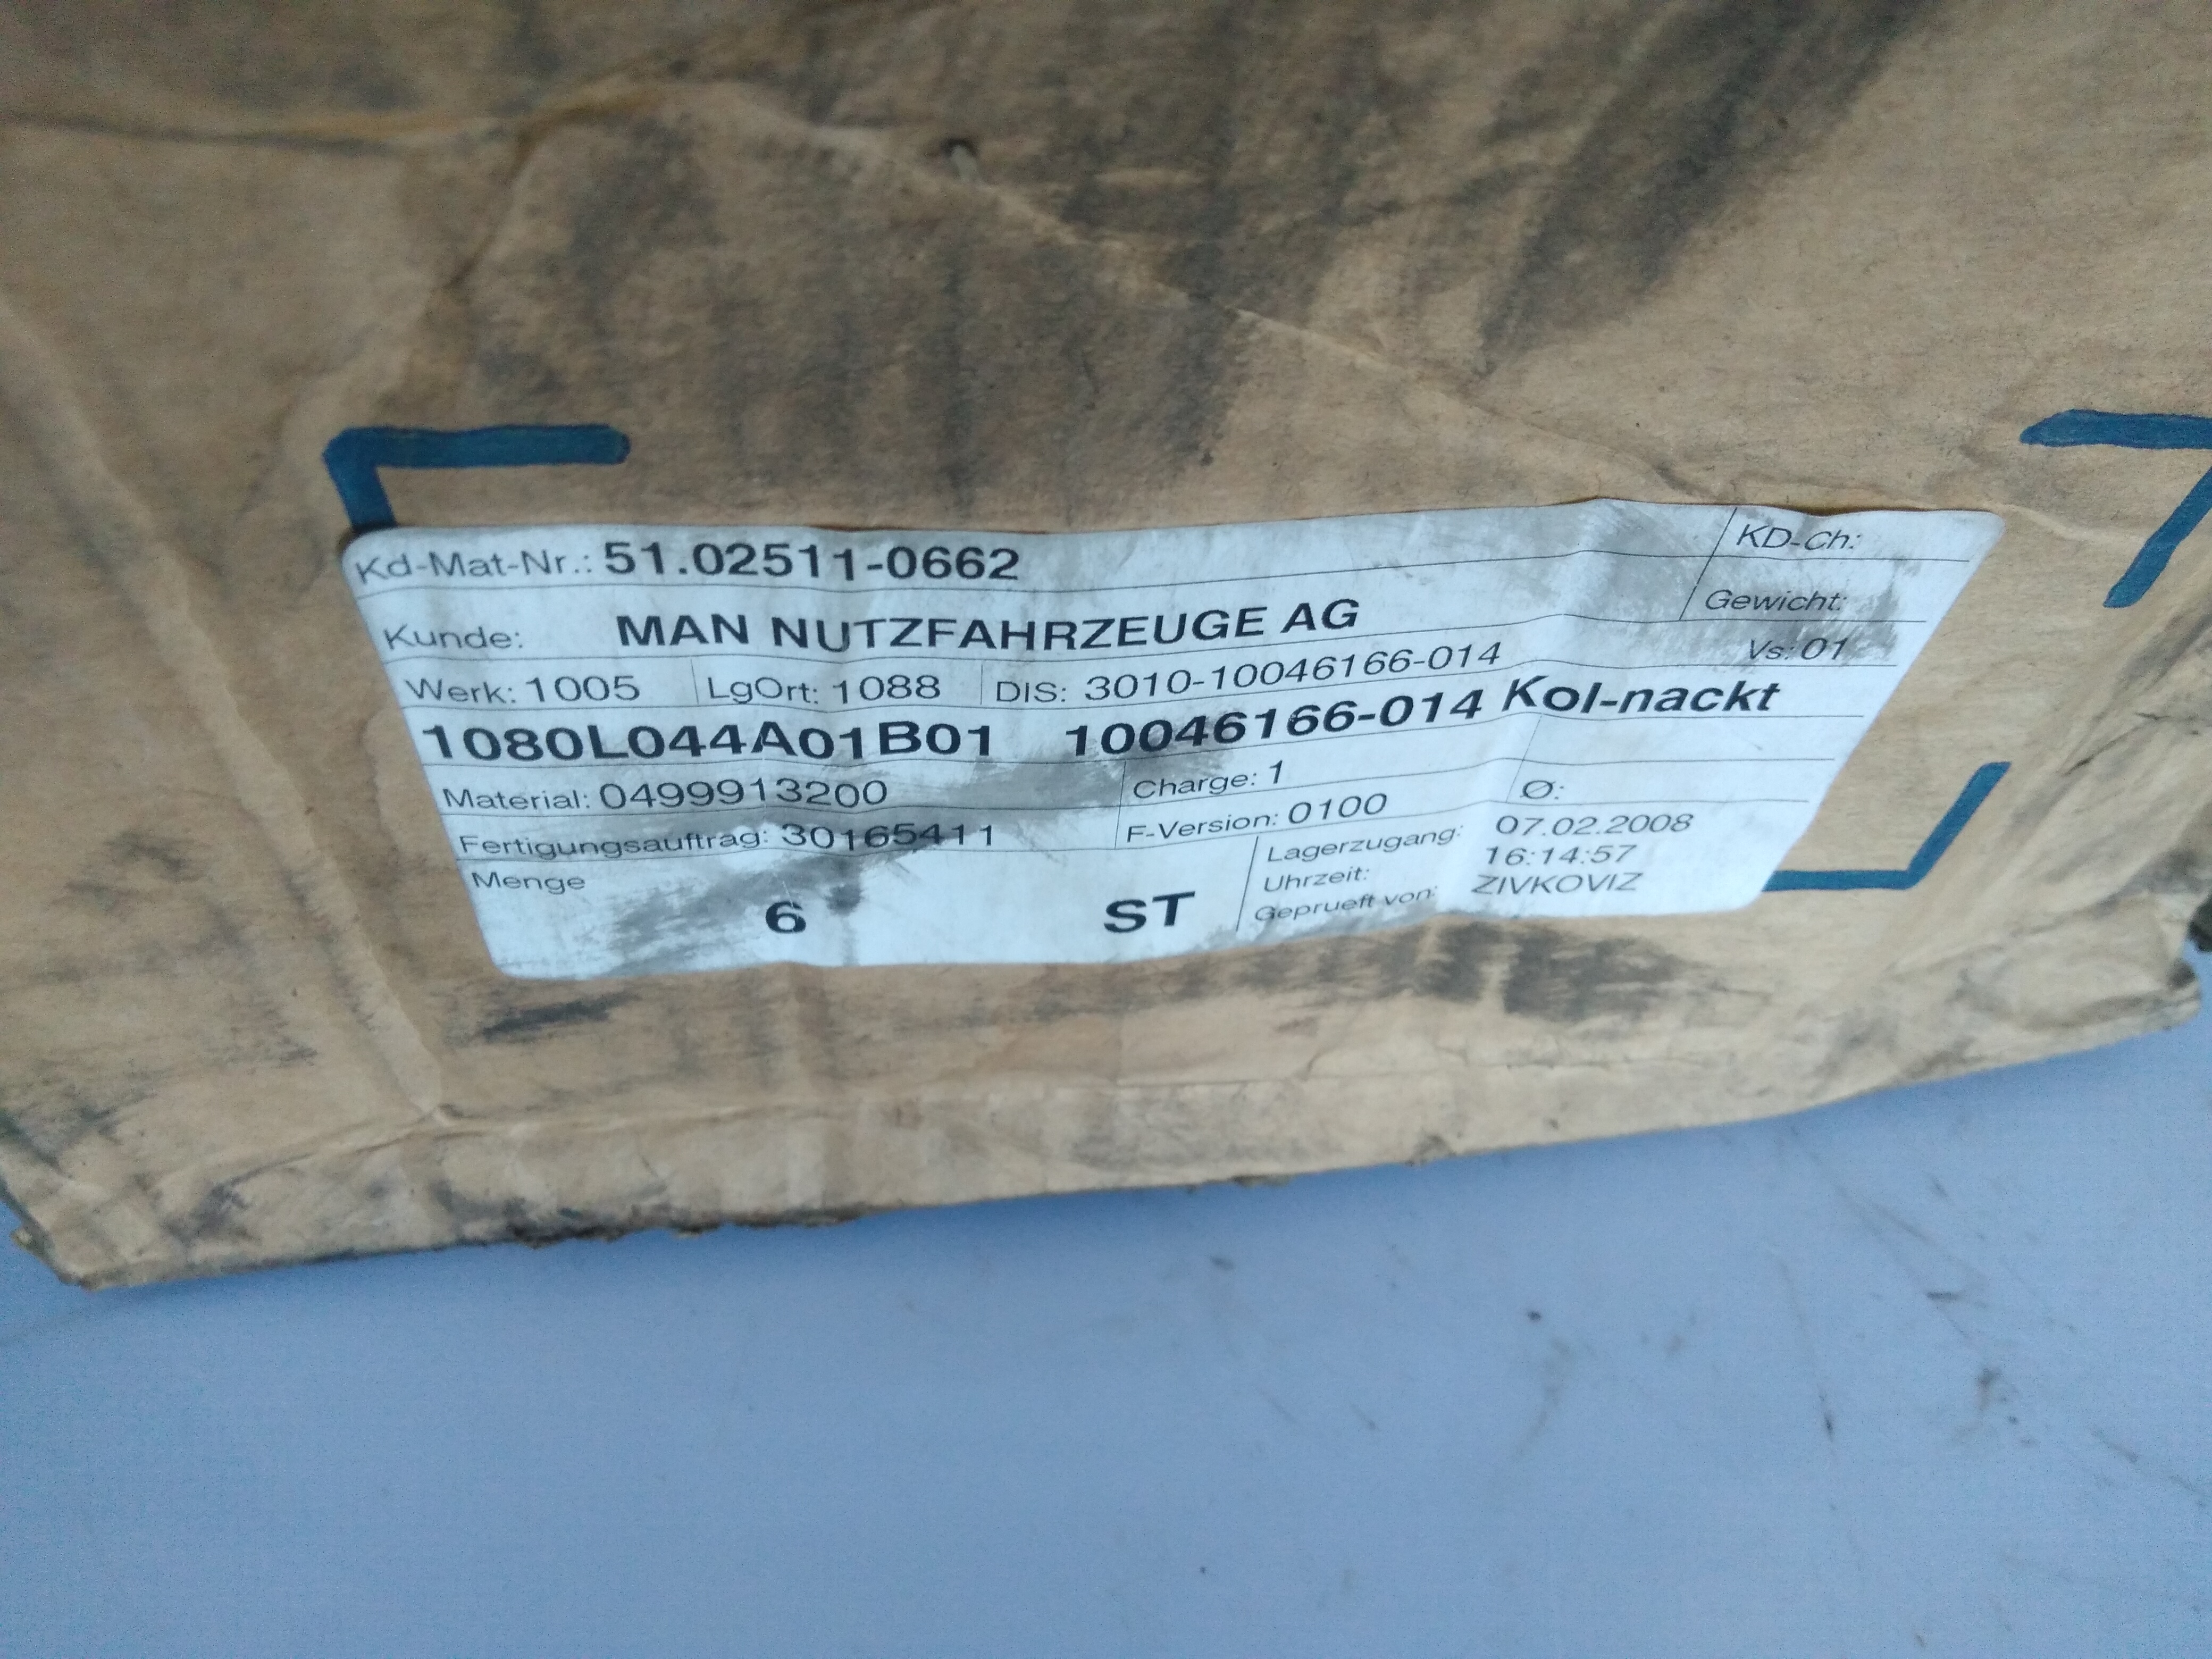 Kd-Mat-Nr.: 51.02511-0662 KD-Ch:
Kunde: MAN NUTZFAHRZEUGE AG Gewicht:
Werk: 1005 LgOrt: 1088 DIS: 3010-10046166-014 Vs: 01
1080L044A01B01 10046166-014 Kol-nackt
Material: 0499913200 Charge: 1
Fertigungsauftrag: 30165411 F-Version: 0100 Ø:
Menge 6 ST
Lagerzugang: 07.02.2008
Uhrzeit: 16:14:57
Geprueft von: ZIVKOVIZ